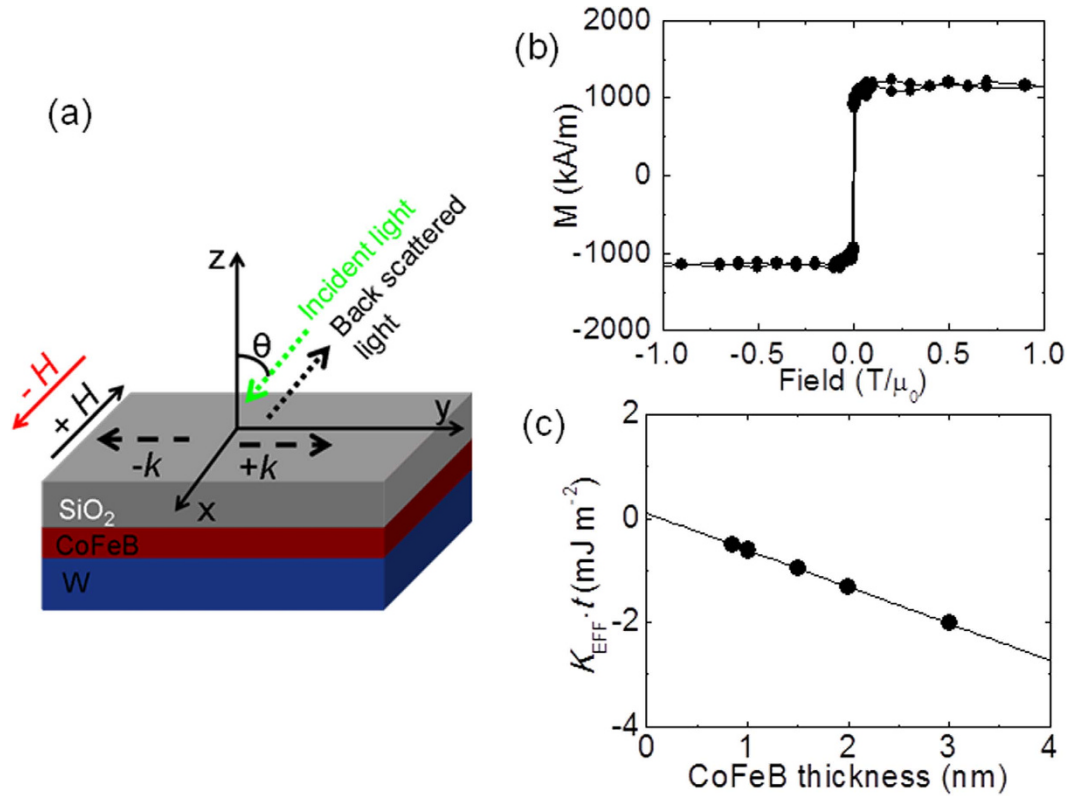 (a)
z
θ
Incident light
Back scattered
light
- H
+ H
y
-k
+k
x
SiO₂
CoFeB
W
(b)
M (kA/m)
2000
1000
0
-1000
-2000
-1.0
-0.5
0.0
0.5
1.0
Field (T/μ₀)
(c)
K_EFF·t (mJ m⁻²)
2
0
-2
-4
0
1
2
3
4
CoFeB thickness (nm)